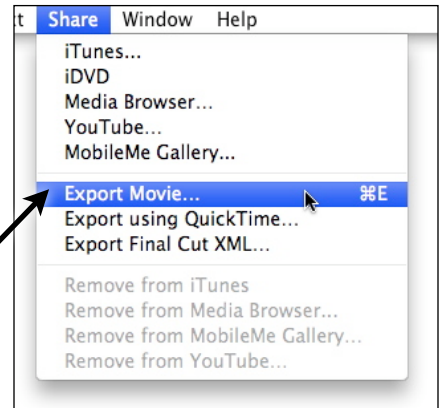 t Share Window Help
iTunes...
iDVD
Media Browser...
YouTube...
MobileMe Gallery...
Export Movie... ⌘E
Export using QuickTime...
Export Final Cut XML...
Remove from iTunes
Remove from Media Browser...
Remove from MobileMe Gallery...
Remove from YouTube...